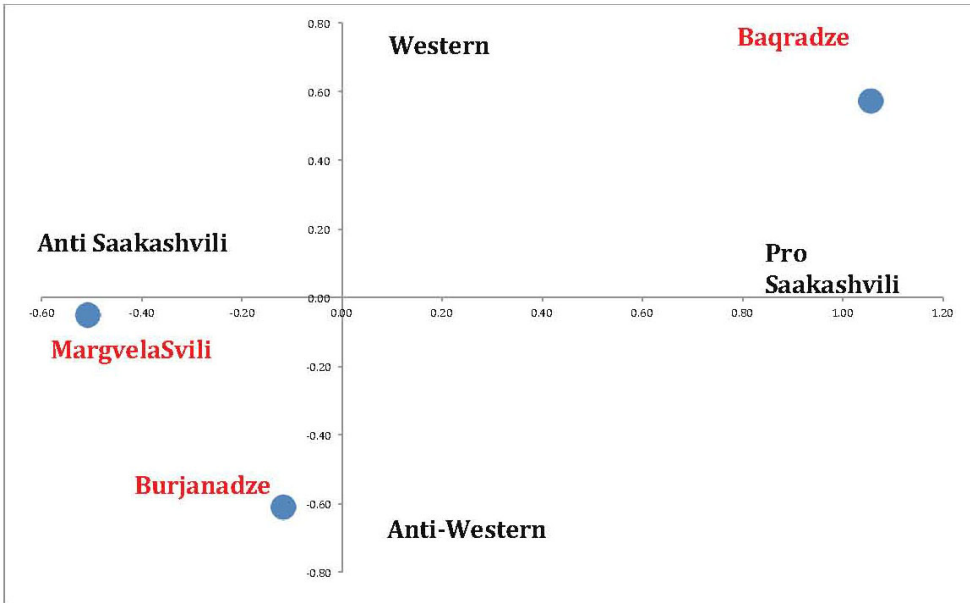 0.80
Western
Baqradze
0.60
0.40
Anti Saakashvili
0.20
Pro
Saakashvili
0.00
-0.60 -0.40 -0.20 0.00 0.20 0.40 0.60 0.80 1.00 1.20
MargvelaSvili
-0.20
-0.40
Burjanadze
-0.60
Anti-Western
-0.80